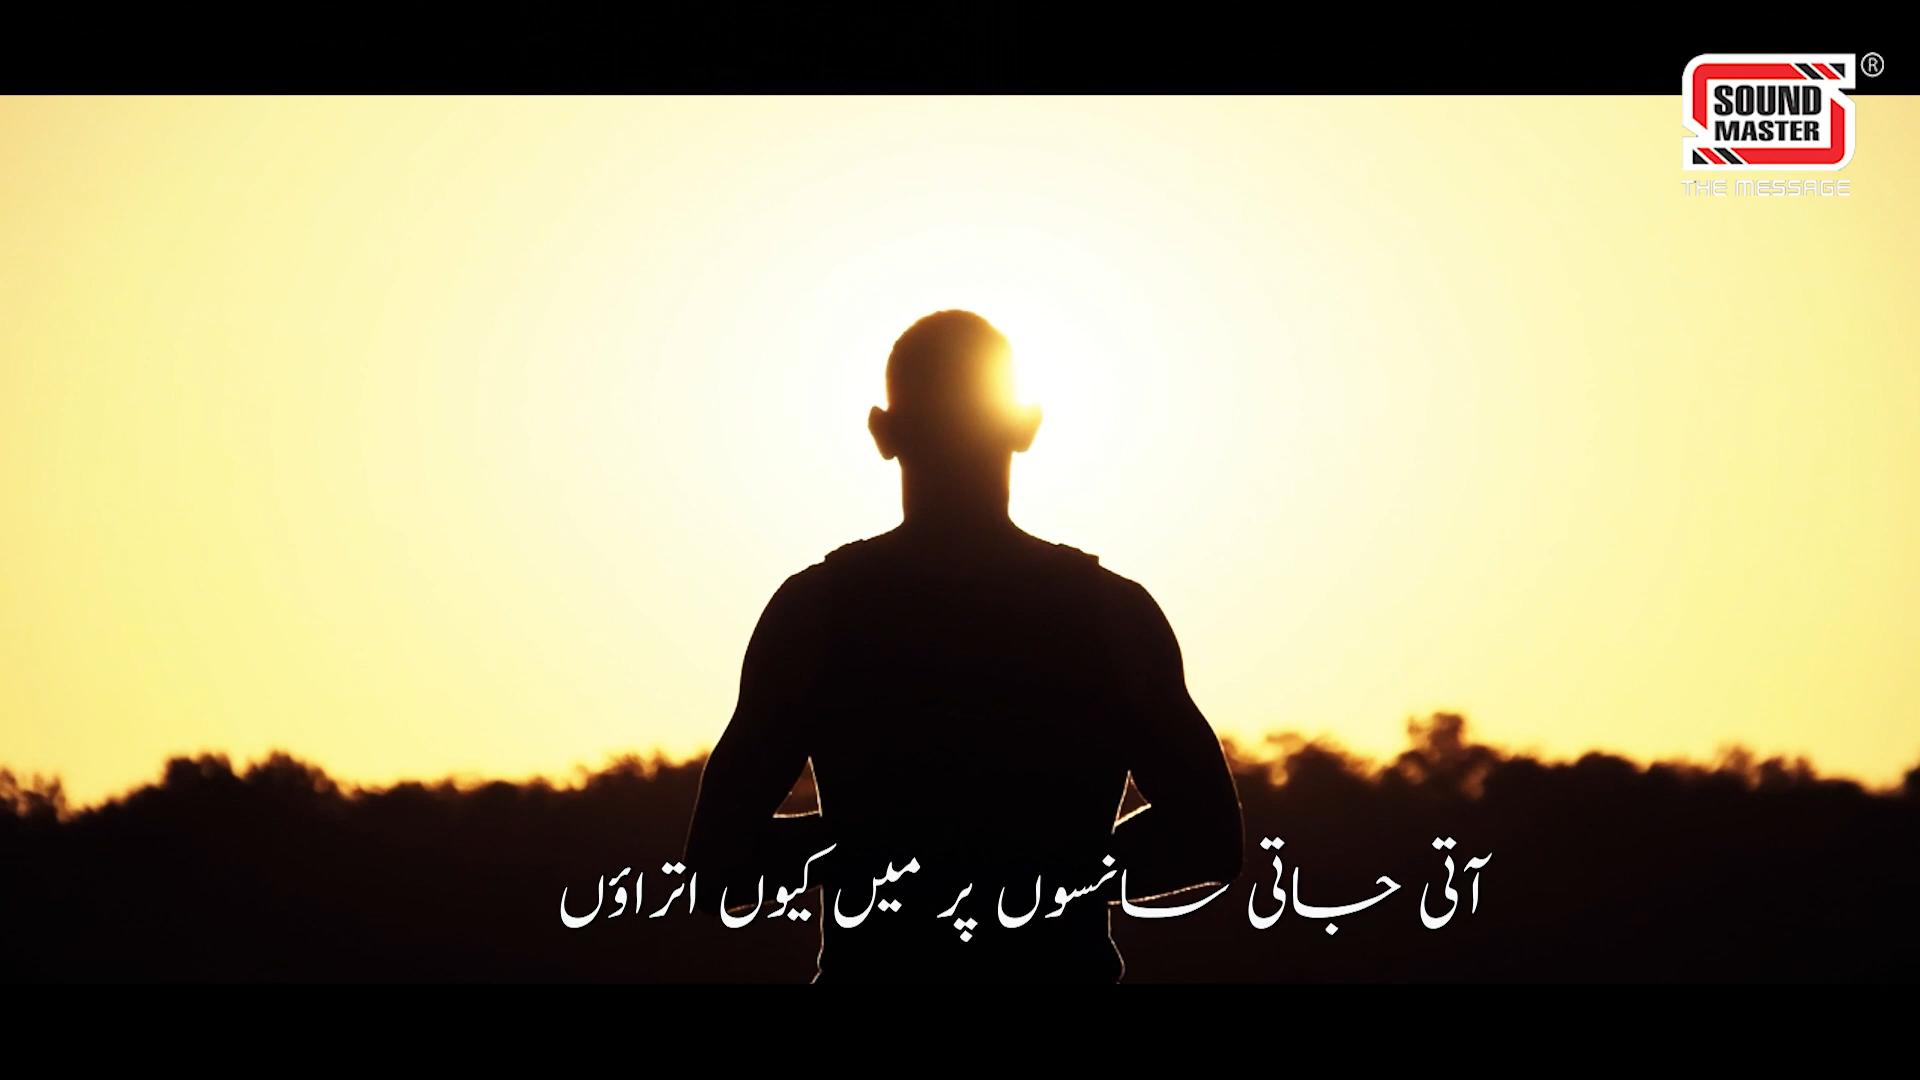 SOUND
MASTER
®
THE MESSAGE
آتی جاتی سانسوں پر میں کیوں اتراؤں